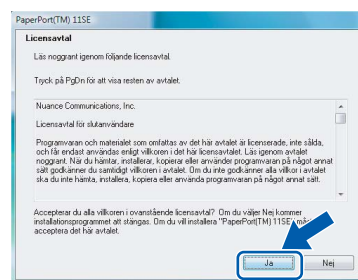 PaperPort(TM) 11SE
Licensavtal
Läs noggrant igenom följande licensavtal.
Tryck på PgDn för att visa resten av avtalet.
Nuance Communications, Inc.
Licensavtal för slutanvändare
Programvaran och materialet som omfattas av det här avtalet är licenserade, inte sålda,
och får endast användas enligt villkoren i det här licensavtalet. Läs igenom avtalet
noggrant. När du hämtar, installerar, kopierar eller använder programvaran på något annat
sätt godkänner du samtidigt villkoren i avtalet. Om du inte godkänner alla villkor i avtalet
ska du inte hämta, installera, kopiera eller använda programvaran på något annat sätt.
Accepterar du alla villkoren i ovanstående licensavtal? Om du väljer Nej kommer
installationsprogrammet att stängas. Om du vill installera "PaperPort(TM) 11SE"
acceptera det här avtalet.
Ja
Nej